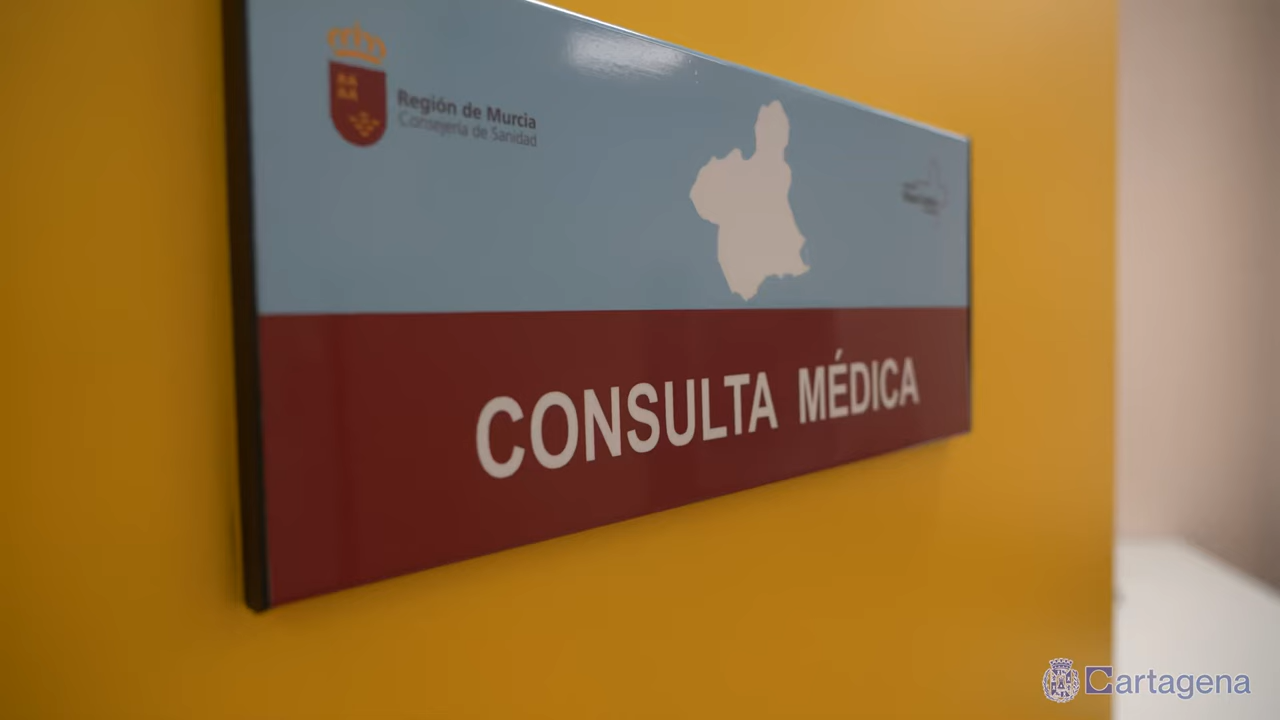 Región de Murcia
Consejería de Sanidad
CONSULTA MÉDICA
Cartagena